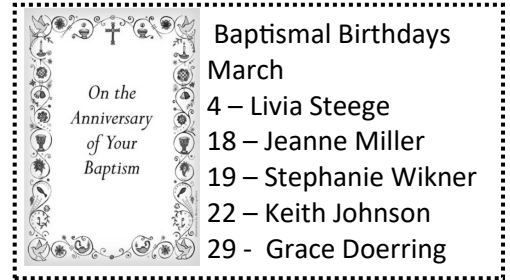 On the
Anniversary
of Your
Baptism
Baptismal Birthdays
March
4 – Livia Steege
18 – Jeanne Miller
19 – Stephanie Wikner
22 – Keith Johnson
29 - Grace Doerring